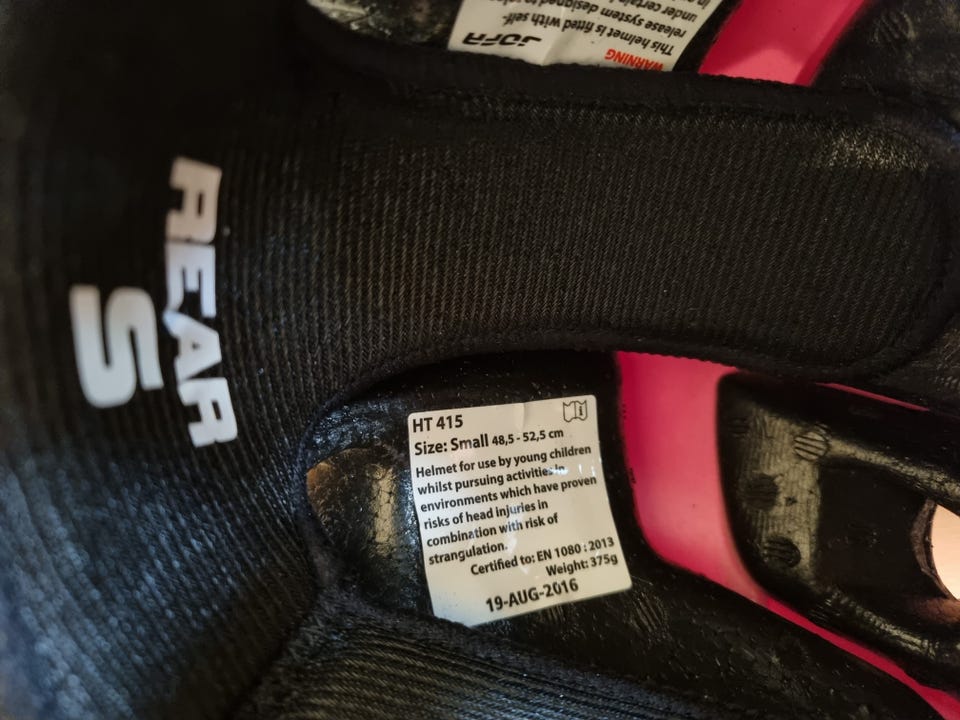 JOFA
WARNING
This helmet is fitted with self-
release system designed to
under certain
REAR
S
HT 415
Size: Small 48,5 - 52,5 cm
Helmet for use by young children
whilst pursuing activities in
environments which have proven
risks of head injuries in
combination with risk of
strangulation.
Certified to: EN 1080 : 2013
Weight: 375g
19-AUG-2016